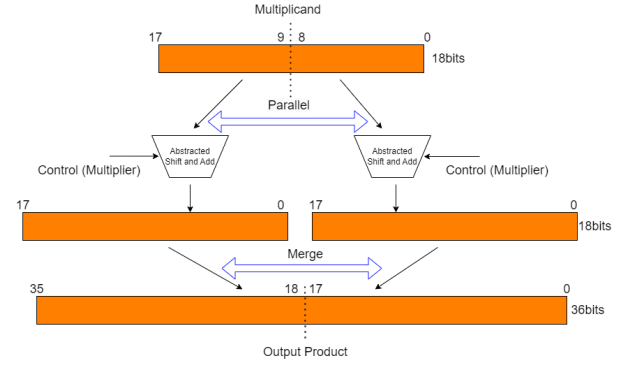 Multiplicand
17 9 8 0
18bits
Parallel
Abstracted
Shift and Add
Abstracted
Shift and Add
Control (Multiplier)
Control (Multiplier)
17 0 17 0
18bits
Merge
35 18 17 0
36bits
Output Product